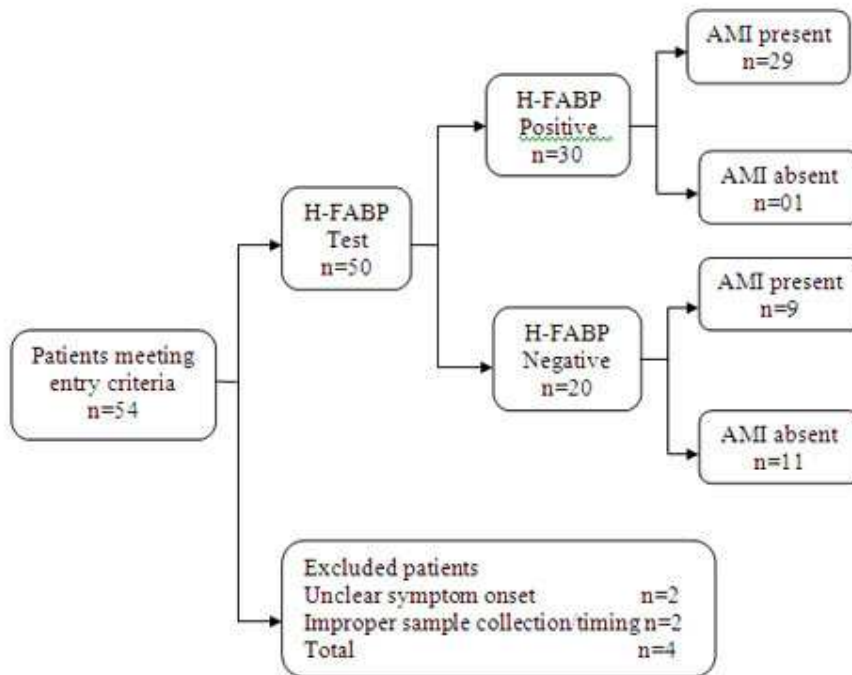 Patients meeting
entry criteria
n=54
H-FABP
Test
n=50
H-FABP
Positive
n=30
AMI present
n=29
AMI absent
n=01
H-FABP
Negative
n=20
AMI present
n=9
AMI absent
n=11
Excluded patients
Unclear symptom onset n=2
Improper sample collection/timing n=2
Total n=4